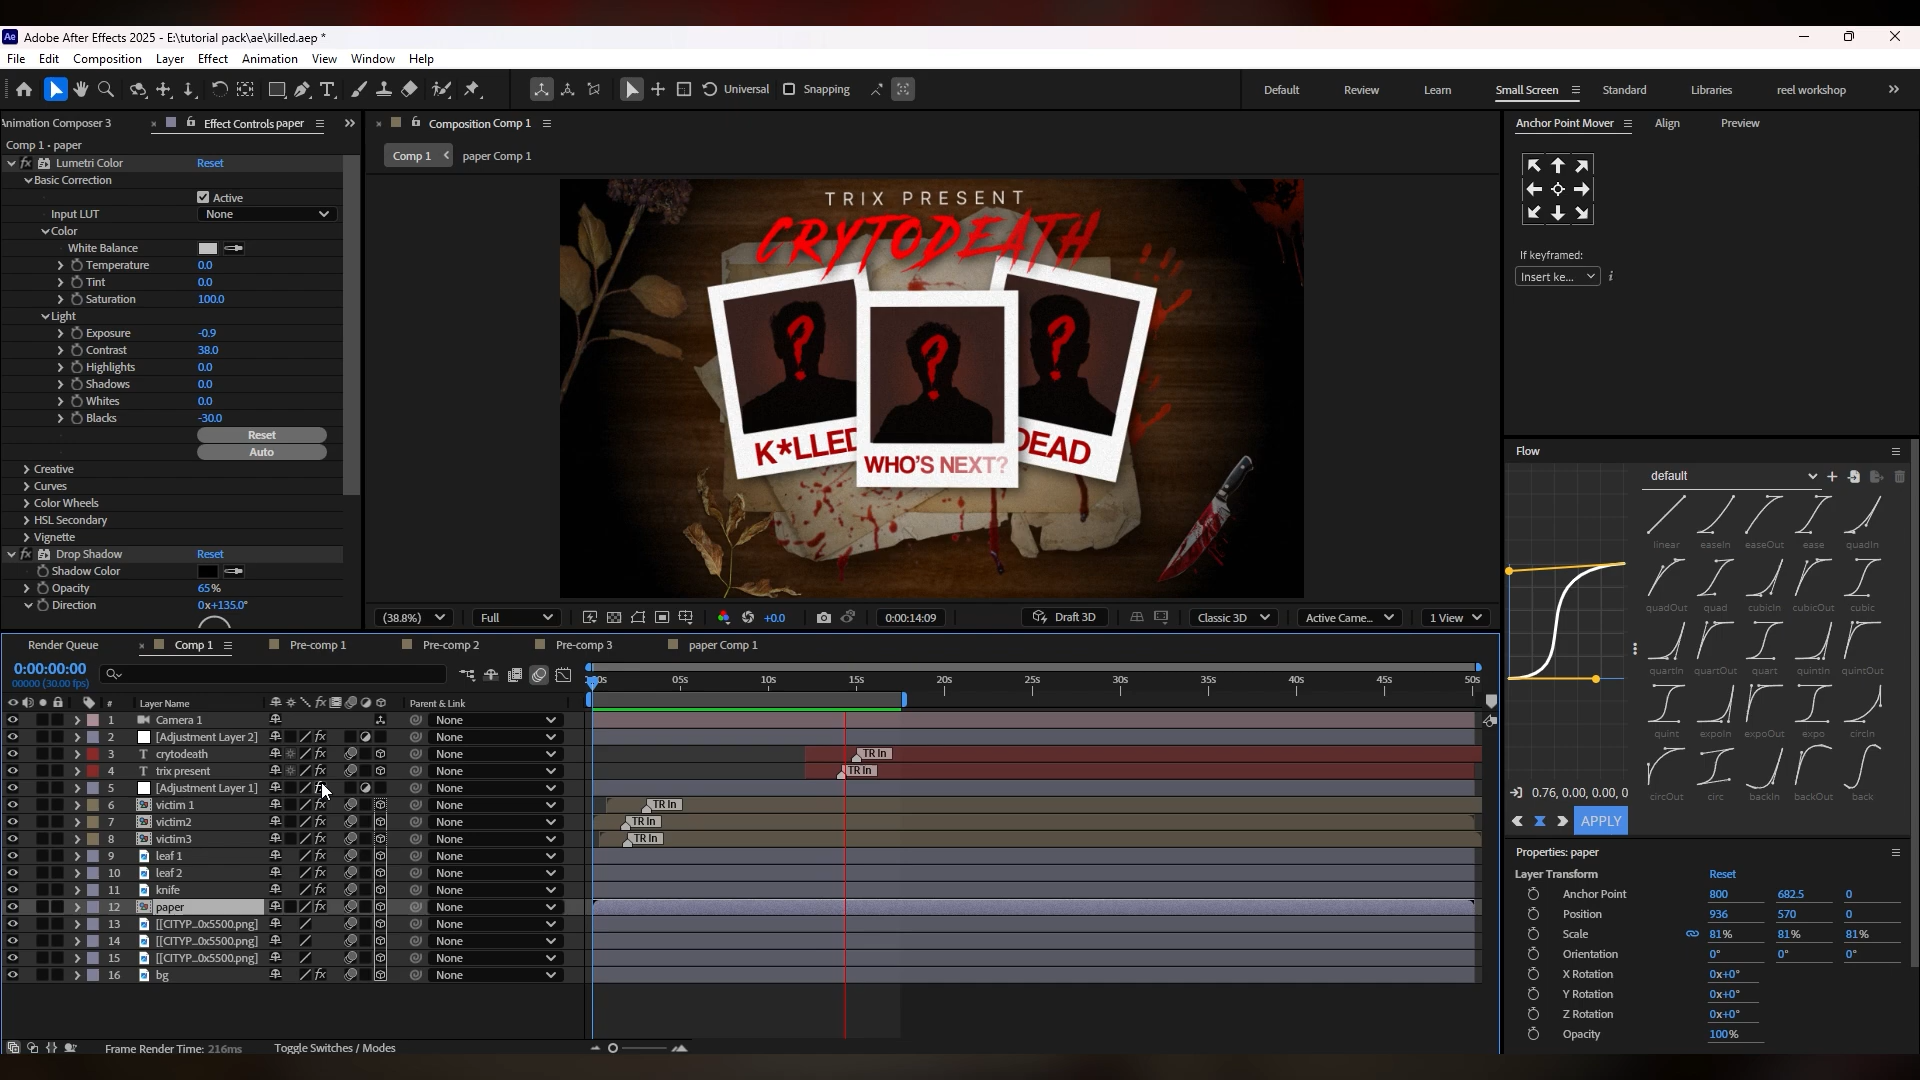 Adobe After Effects 2025 - E:\tutorial pack\ae\killed.aep *
File Edit Composition Layer Effect Animation View Window Help
Universal Snapping Default Review Learn Small Screen Standard Libraries reel workshop
Animation Composer 3 Effect Controls paper
Comp 1 • paper
Lumetri Color Reset
Basic Correction
Active
Input LUT None
Color
White Balance
Temperature 0.0
Tint 0.0
Saturation 100.0
Light
Exposure -0.9
Contrast 38.0
Highlights 0.0
Shadows 0.0
Whites 0.0
Blacks -30.0
Reset
Auto
Creative
Curves
Color Wheels
HSL Secondary
Vignette
Drop Shadow Reset
Shadow Color
Opacity 65%
Direction 0x+135.0°
Composition Comp 1
Comp 1 paper Comp 1
TRIX PRESENT
CRYTODEATH
K*LLED
WHO'S NEXT?
DEAD
(38.8%) Full +0.0 0:00:14:09 Draft 3D Classic 3D Active Came... 1 View
Anchor Point Mover Align Preview
If keyframed:
Insert ke... i
Flow
default
linear easeIn easeOut ease quadIn
quadOut quad cubicIn cubicOut cubic
quartIn quartOut quart quintIn quintOut
quint expoIn expoOut expo circIn
circOut circ backIn backOut back
0.76, 0.00, 0.00, 0
APPLY
Properties: paper
Layer Transform Reset
Anchor Point 800 682.5 0
Position 936 570 0
Scale 81% 81% 81%
Orientation 0° 0° 0°
X Rotation 0x+0°
Y Rotation 0x+0°
Z Rotation 0x+0°
Opacity 100%
Render Queue Comp 1 Pre-comp 1 Pre-comp 2 Pre-comp 3 paper Comp 1
0:00:00:00
00000 (30.00 fps)
05s 10s 15s 20s 25s 30s 35s 40s 45s 50s
# Layer Name Parent & Link
1 Camera 1 None
2 [Adjustment Layer 2] None
3 T crytodeath None TR In
4 T trix present None TR In
5 [Adjustment Layer 1] None
6 victim 1 None TR In
7 victim2 None TR In
8 victim3 None TR In
9 leaf 1 None
10 leaf 2 None
11 knife None
12 paper None
13 [[CITYP...0x5500.png] None
14 [[CITYP...0x5500.png] None
15 [[CITYP...0x5500.png] None
16 bg None
Frame Render Time: 216ms Toggle Switches / Modes